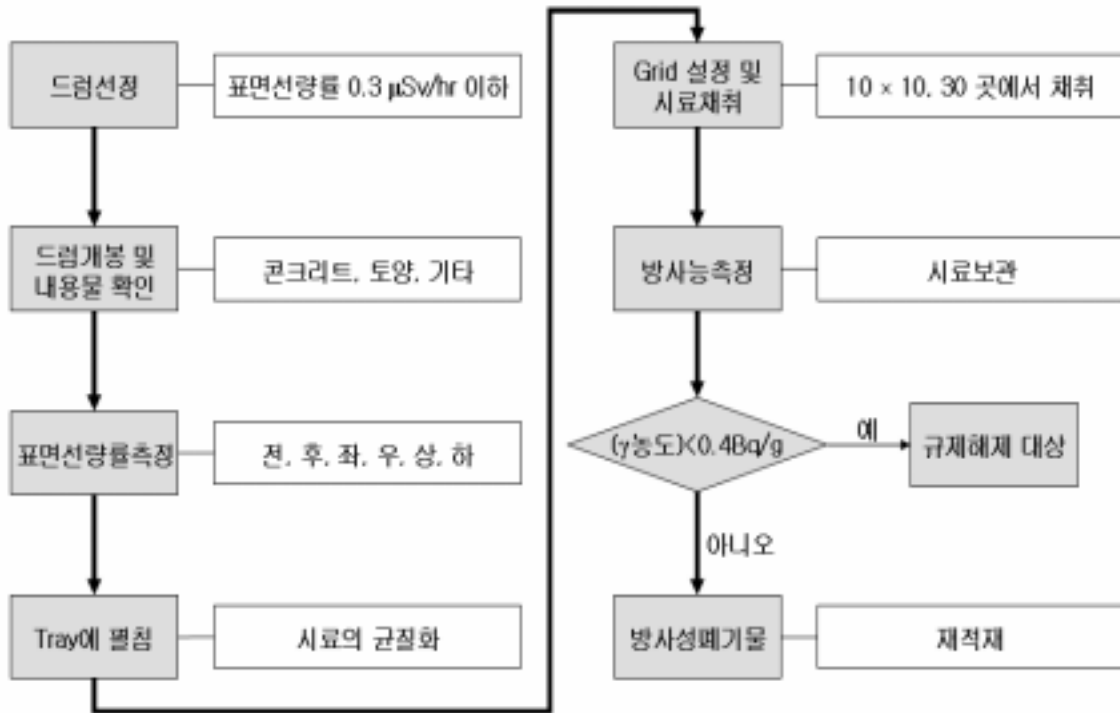 드럼선정
표면선량률 0.3 μSv/hr 이하
드럼개봉 및
내용물 확인
콘크리트, 토양, 기타
표면선량률측정
전, 후, 좌, 우, 상, 하
Tray에 펼침
시료의 균질화
Grid 설정 및
시료채취
10 × 10, 30 곳에서 채취
방사능측정
시료보관
(γ농도)<0.4Bq/g
예
규제해제 대상
아니오
방사성폐기물
재적재